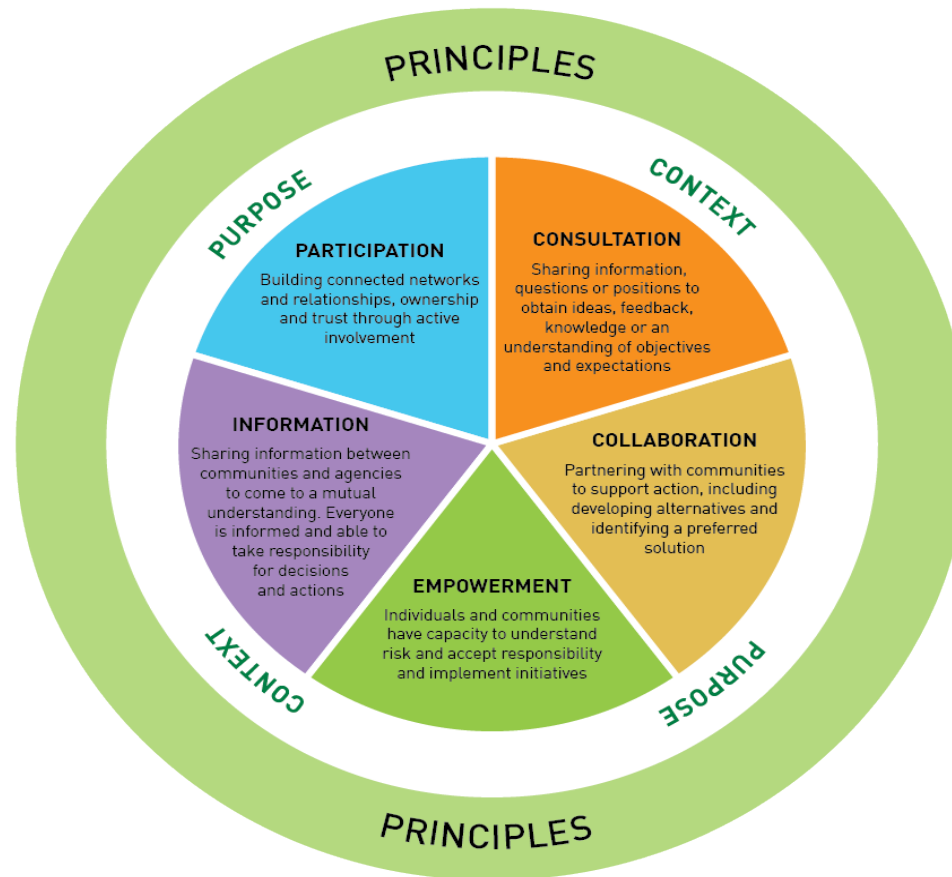 PRINCIPLES
PURPOSE
CONTEXT
PARTICIPATION
Building connected networks
and relationships, ownership
and trust through active
involvement
CONSULTATION
Sharing information,
questions or positions to
obtain ideas, feedback,
knowledge or an
understanding of objectives
and expectations
INFORMATION
Sharing information between
communities and agencies
to come to a mutual
understanding. Everyone
is informed and able to
take responsibility
for decisions
and actions
COLLABORATION
Partnering with communities
to support action, including
developing alternatives and
identifying a preferred
solution
EMPOWERMENT
Individuals and communities
have capacity to understand
risk and accept responsibility
and implement initiatives
CONTEXT
PURPOSE
PRINCIPLES